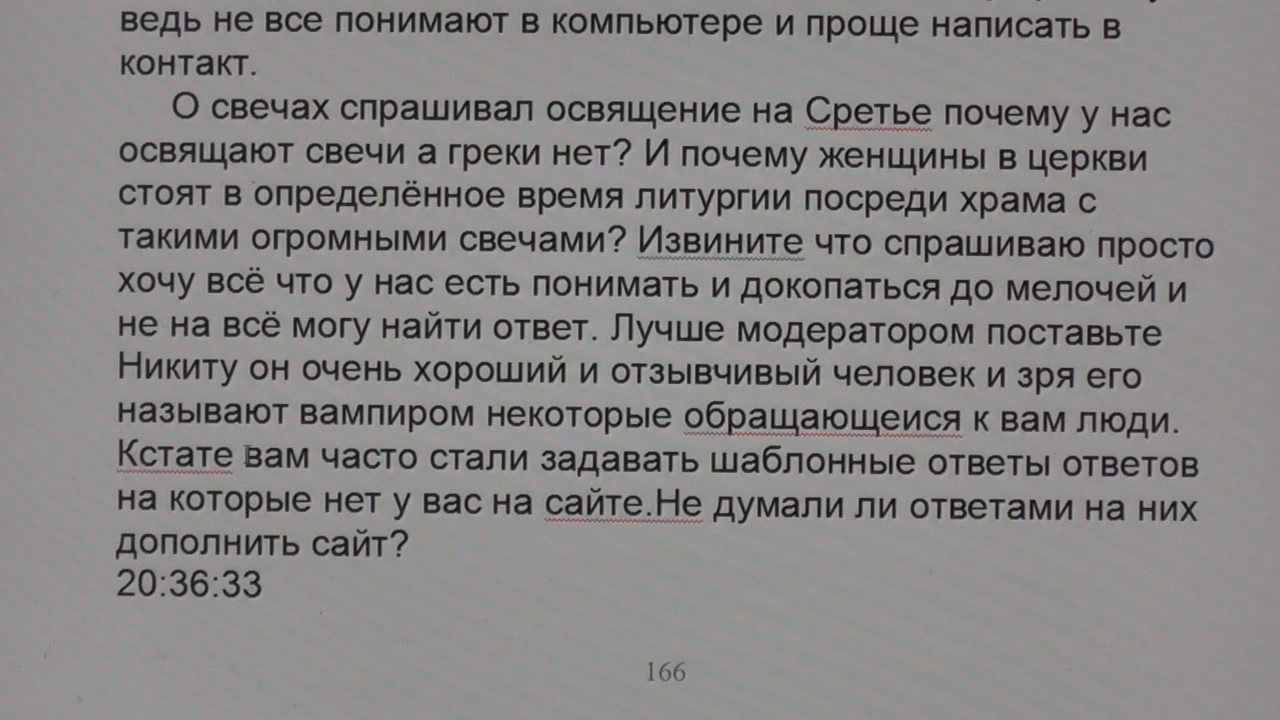 ведь не все понимают в компьютере и проще написать в
контакт.
О свечах спрашивал освящение на Сретье почему у нас
освящают свечи а греки нет? И почему женщины в церкви
стоят в определённое время литургии посреди храма с
такими огромными свечами? Извините что спрашиваю просто
хочу всё что у нас есть понимать и докопаться до мелочей и
не на всё могу найти ответ. Лучше модератором поставьте
Никиту он очень хороший и отзывчивый человек и зря его
называют вампиром некоторые обращающеися к вам люди.
Кстате вам часто стали задавать шаблонные ответы ответов
на которые нет у вас на сайте.Не думали ли ответами на них
дополнить сайт?
20:36:33
166